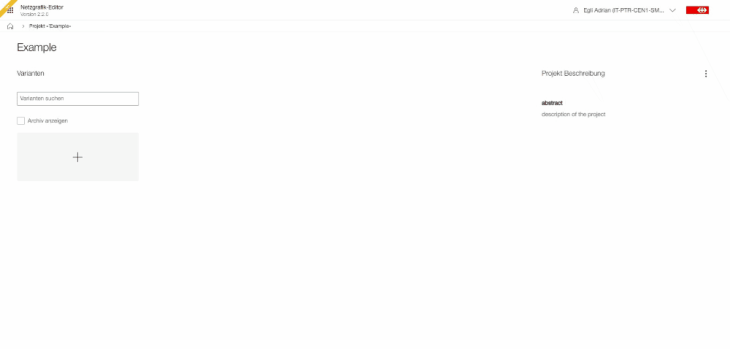 Netzgrafik-Editor
Version 2.2.0
Egli Adrian (IT-PTR-CEN1-SM...
Projekt - Example
Example
Varianten
Projekt Beschreibung
Varianten suchen
abstract
description of the project
Archiv anzeigen